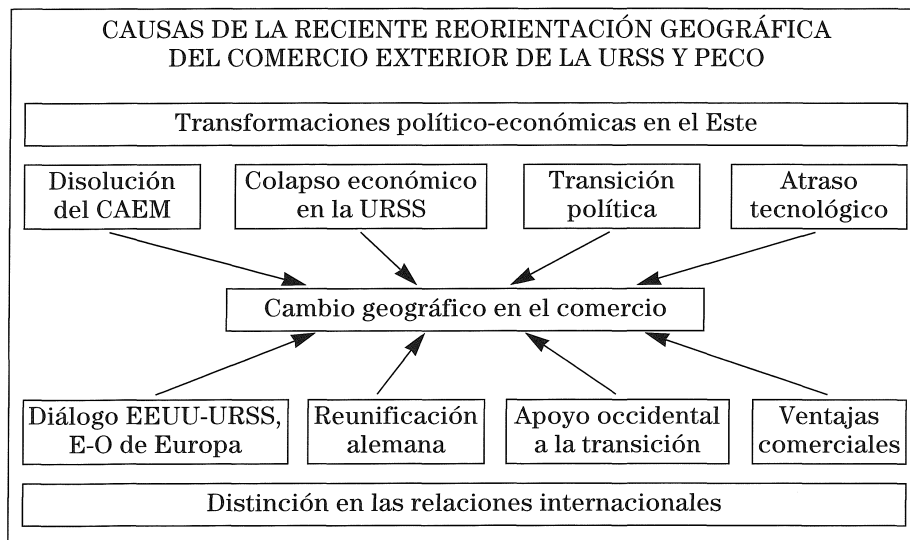 CAUSAS DE LA RECIENTE REORIENTACIÓN GEOGRÁFICA
DEL COMERCIO EXTERIOR DE LA URSS Y PECO
Transformaciones político-económicas en el Este
Disolución
del CAEM
Colapso económico
en la URSS
Transición
política
Atraso
tecnológico
Cambio geográfico en el comercio
Diálogo EEUU-URSS,
E-O de Europa
Reunificación
alemana
Apoyo occidental
a la transición
Ventajas
comerciales
Distinción en las relaciones internacionales